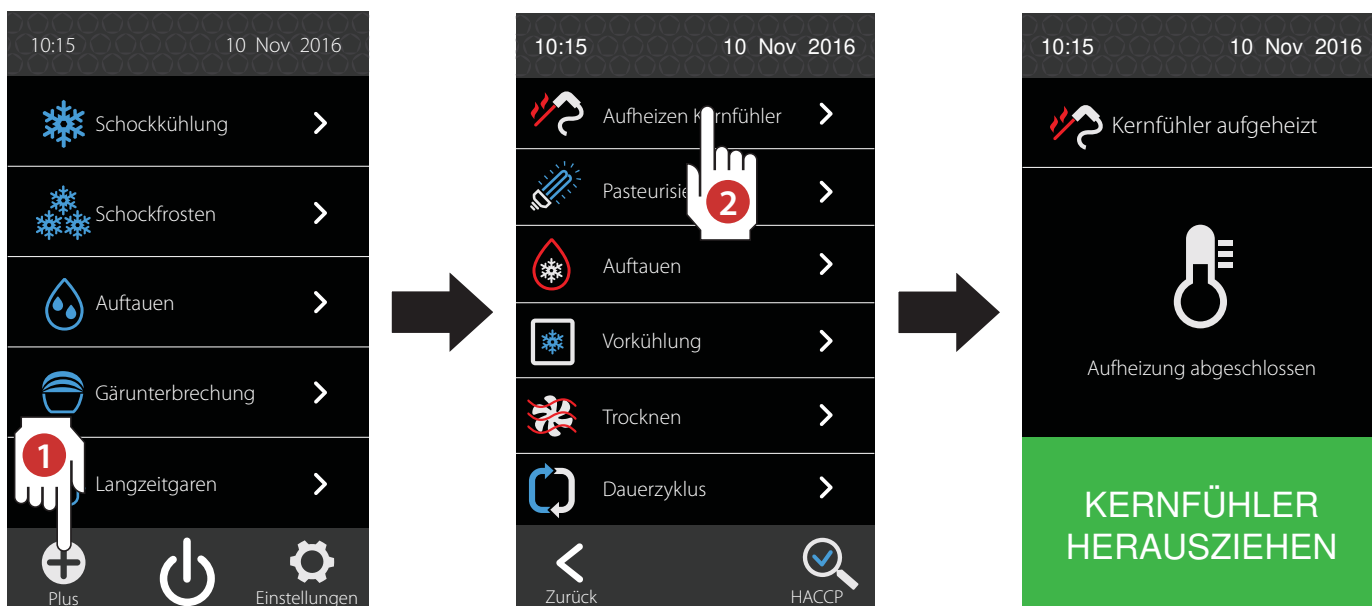 10:15 10 Nov 2016
Schockkühlung
Schockfrosten
Auftauen
Gärunterbrechung
1
Langzeitgaren
Plus
Einstellungen
10:15 10 Nov 2016
Aufheizen Kernfühler
2
Auftauen
Vorkühlung
Trocknen
Dauerzyklus
Zurück
HACCP
10:15 10 Nov 2016
Kernfühler aufgeheizt
Aufheizung abgeschlossen
KERNFÜHLER
HERAUSZIEHEN